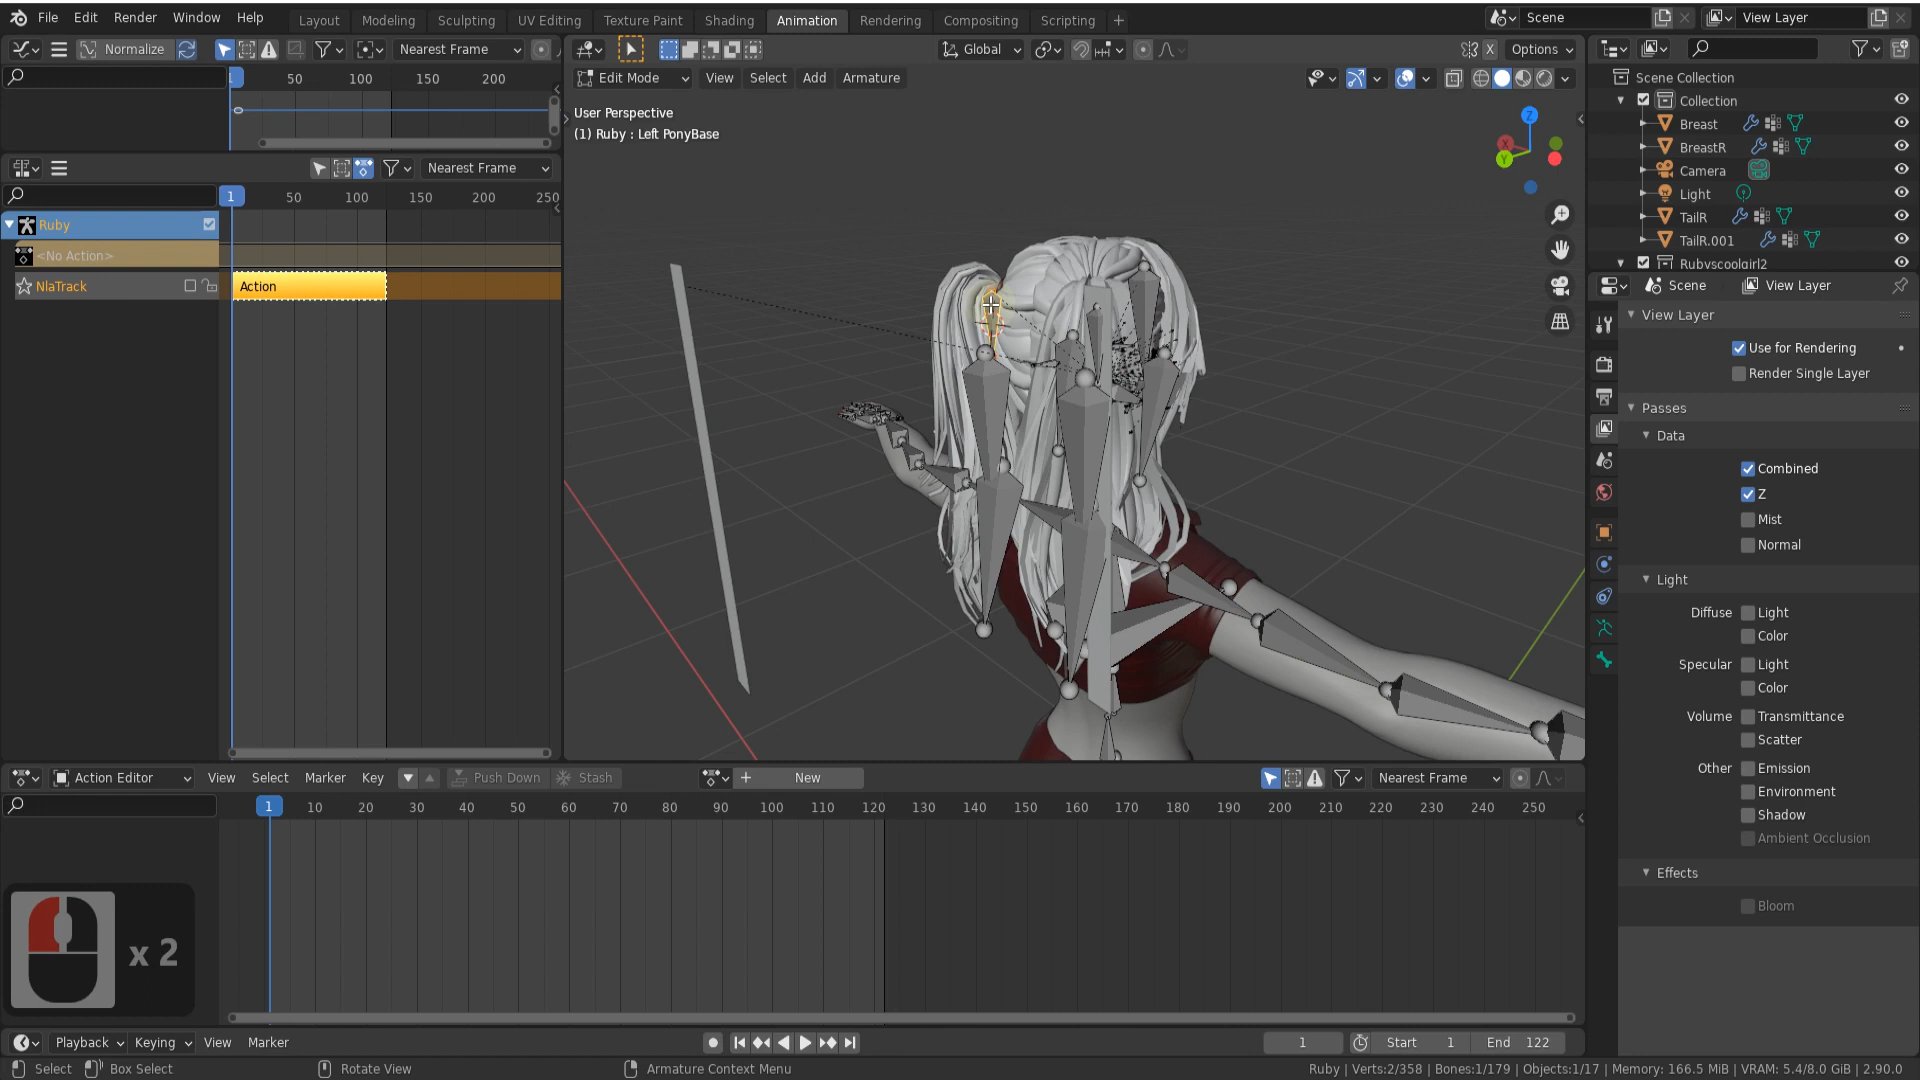 File Edit Render Window Help Layout Modeling Sculpting UV Editing Texture Paint Shading Animation Rendering Compositing Scripting + Scene View Layer
Normalize Nearest Frame Global X Options
1 50 100 150 200
Edit Mode View Select Add Armature
User Perspective
(1) Ruby : Left PonyBase
Z
X
Y
Nearest Frame
1 50 100 150 200 250
Ruby
<No Action>
NlaTrack Action
Scene Collection
Collection
Breast
BreastR
Camera
Light
TailR
TailR.001
Rubyscoolgirl2
Scene View Layer
View Layer
Use for Rendering
Render Single Layer
Passes
Data
Combined
Z
Mist
Normal
Light
Diffuse Light
Color
Specular Light
Color
Volume Transmittance
Scatter
Other Emission
Environment
Shadow
Ambient Occlusion
Effects
Bloom
Action Editor View Select Marker Key Push Down Stash + New Nearest Frame
1 10 20 30 40 50 60 70 80 90 100 110 120 130 140 150 160 170 180 190 200 210 220 230 240 250
x 2
Playback Keying View Marker 1 Start 1 End 122
Select Box Select Rotate View Armature Context Menu Ruby | Verts:2/358 | Bones:1/179 | Objects:1/17 | Memory: 166.5 MiB | VRAM: 5.4/8.0 GiB | 2.90.0